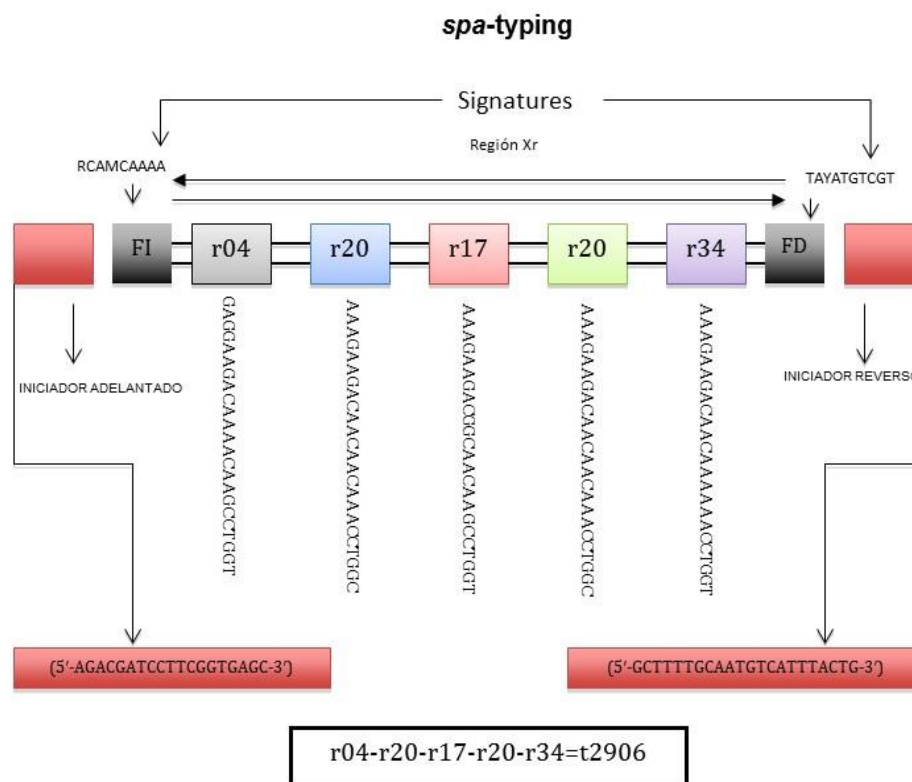 spa-typing
Signatures
Región Xr
RCAMCAAAA
TAYATGTCGT
FI
r04
r20
r17
r20
r34
FD
GAGGAAGACAAAACAAGCCTGGT
AAAGAAGACAACAACAAACCTGGC
AAAGAAGACGGCAACAAGCCTGGT
AAAGAAGACAACAACAAACCTGGC
AAAGAAGACAACAAAAAACCTGGT
INICIADOR ADELANTADO
INICIADOR REVERSO
(5'-AGACGATCCTTCGGTGAGC-3')
(5'-GCTTTTGCAATGTCATTTACTG-3')
r04-r20-r17-r20-r34=t2906